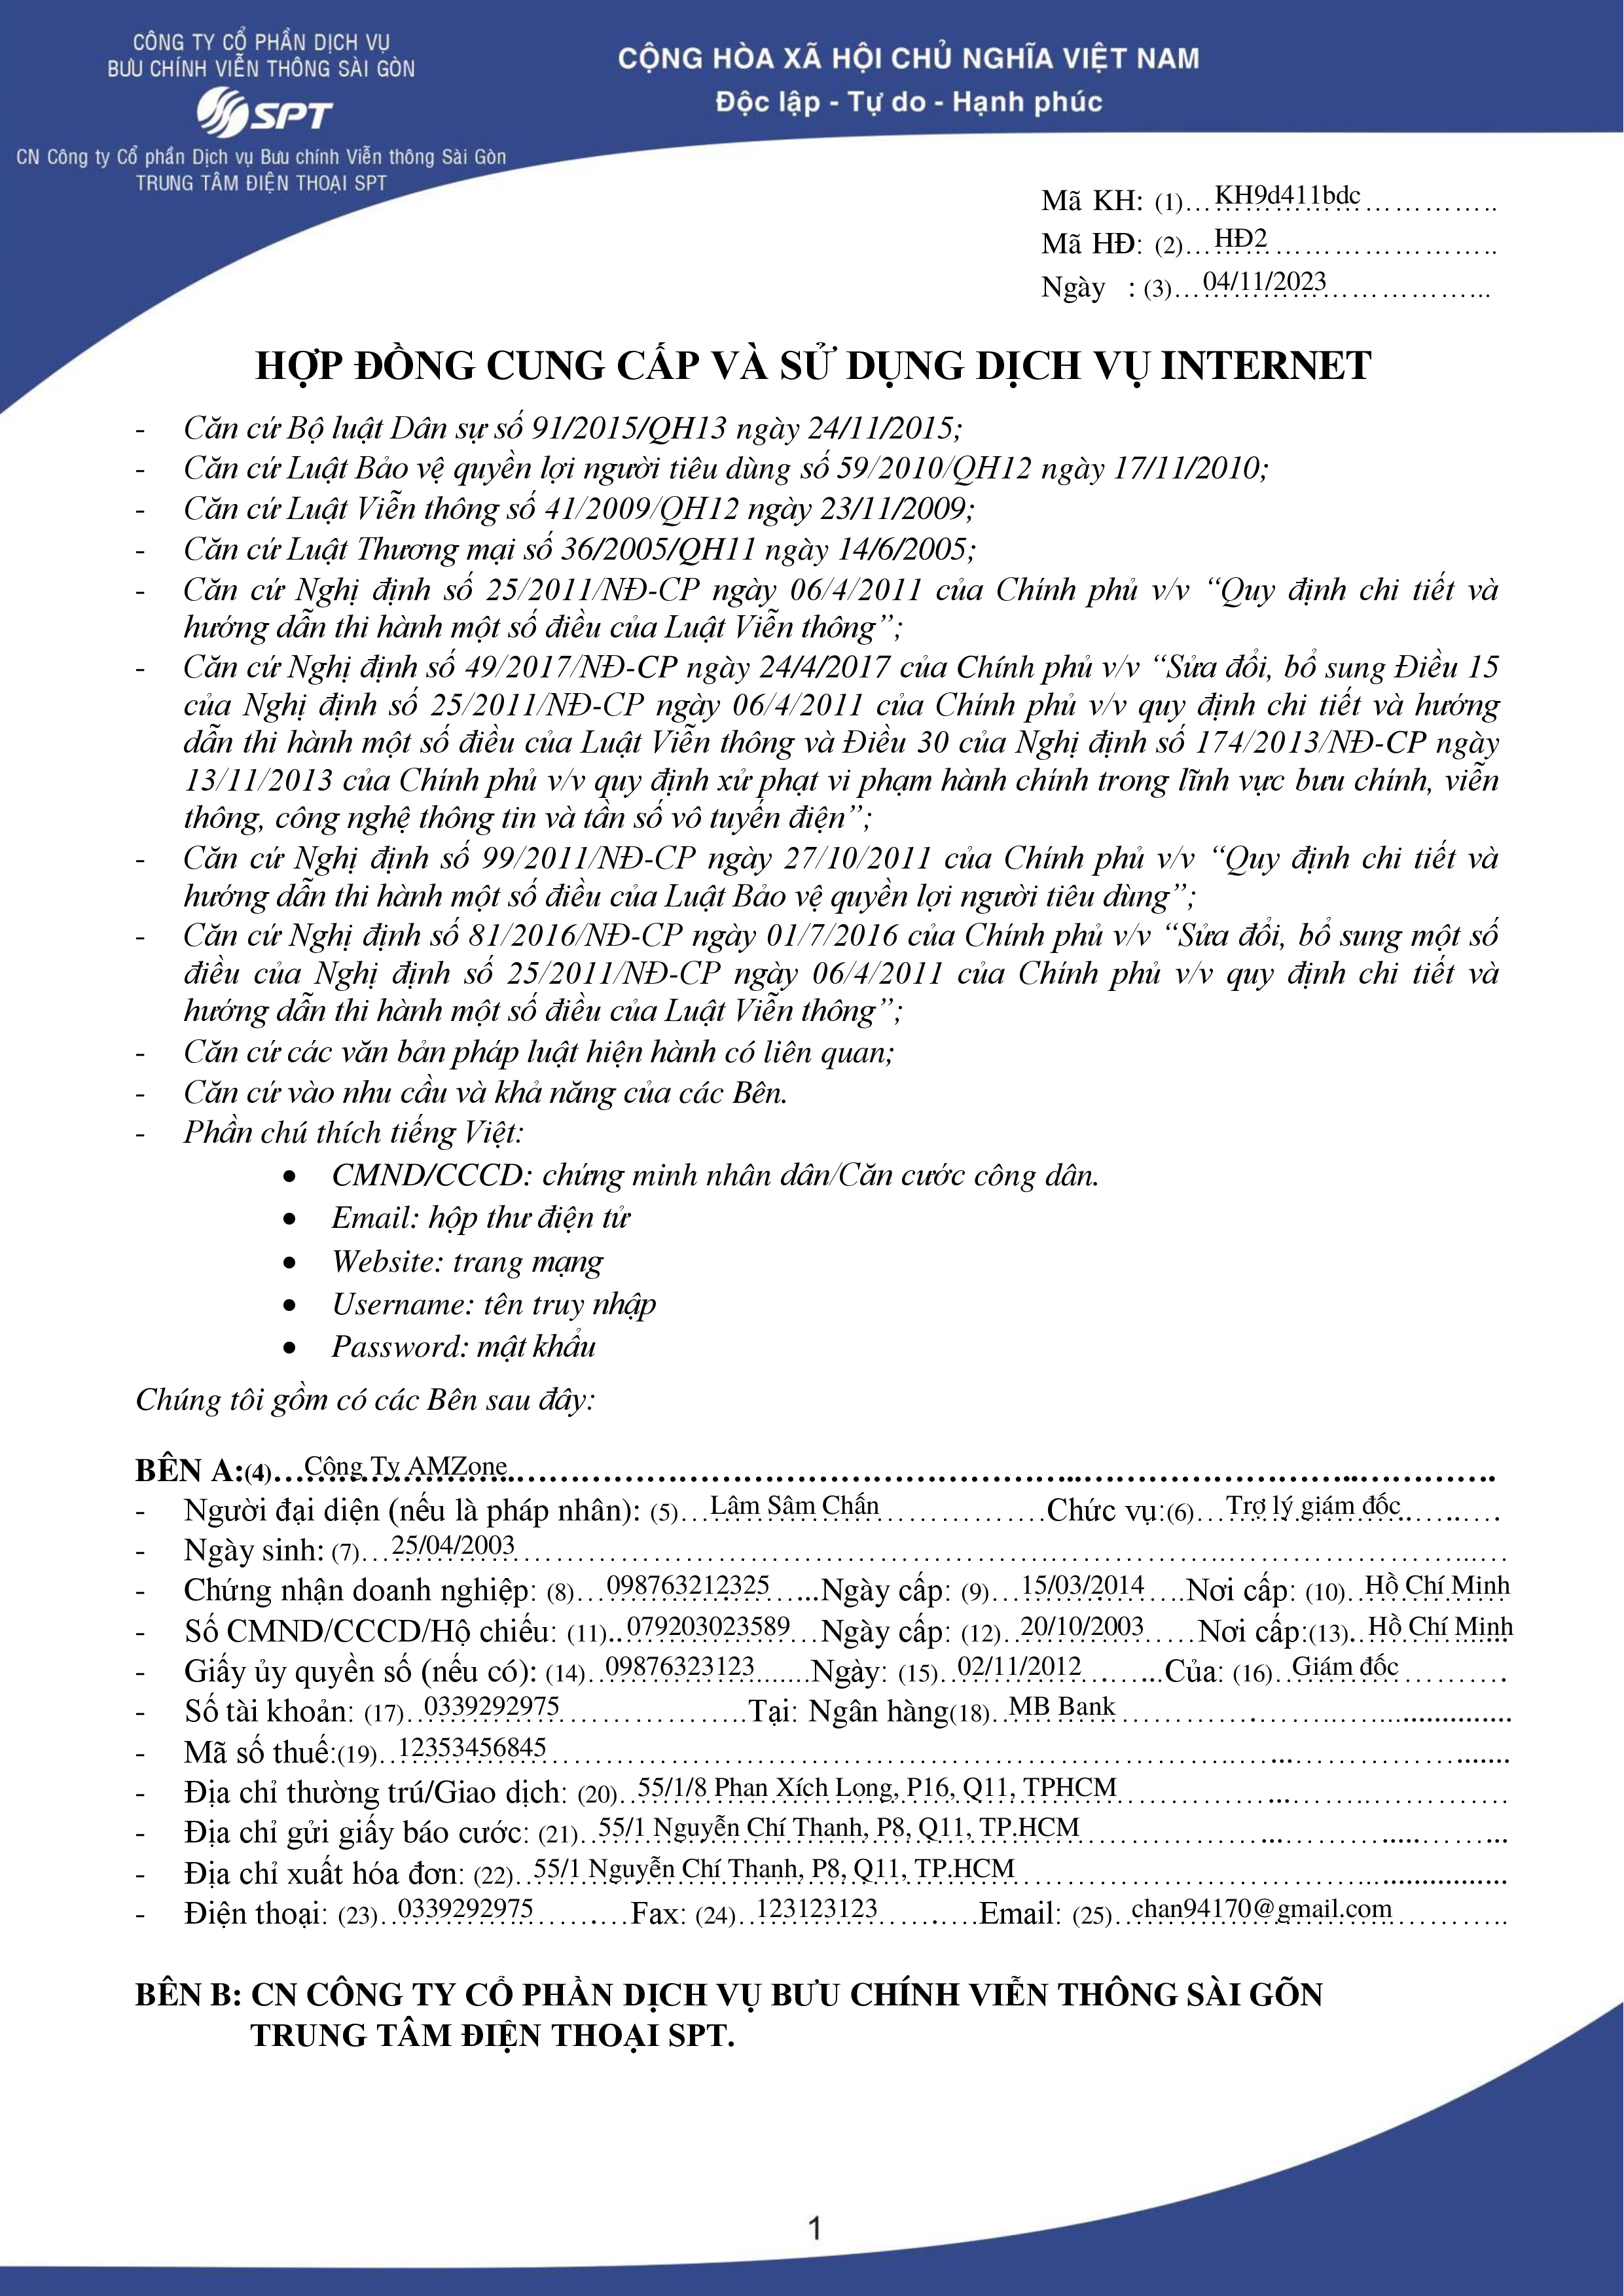 CÔNG TY CỔ PHẦN DỊCH VỤ
BƯU CHÍNH VIỄN THÔNG SÀI GÒN
SPT
CN Công ty Cổ phần Dịch vụ Bưu chính Viễn thông Sài Gòn
TRUNG TÂM ĐIỆN THOẠI SPT
CỘNG HÒA XÃ HỘI CHỦ NGHĨA VIỆT NAM
Độc lập - Tự do - Hạnh phúc
Mã KH: (1)… KH9d411bdc …………..
Mã HĐ: (2)… HĐ2 …………………..
Ngày : (3)… 04/11/2023 ……………...
HỢP ĐỒNG CUNG CẤP VÀ SỬ DỤNG DỊCH VỤ INTERNET
- Căn cứ Bộ luật Dân sự số 91/2015/QH13 ngày 24/11/2015;
- Căn cứ Luật Bảo vệ quyền lợi người tiêu dùng số 59/2010/QH12 ngày 17/11/2010;
- Căn cứ Luật Viễn thông số 41/2009/QH12 ngày 23/11/2009;
- Căn cứ Luật Thương mại số 36/2005/QH11 ngày 14/6/2005;
- Căn cứ Nghị định số 25/2011/NĐ-CP ngày 06/4/2011 của Chính phủ v/v “Quy định chi tiết và
hướng dẫn thi hành một số điều của Luật Viễn thông”;
- Căn cứ Nghị định số 49/2017/NĐ-CP ngày 24/4/2017 của Chính phủ v/v “Sửa đổi, bổ sung Điều 15
của Nghị định số 25/2011/NĐ-CP ngày 06/4/2011 của Chính phủ v/v quy định chi tiết và hướng
dẫn thi hành một số điều của Luật Viễn thông và Điều 30 của Nghị định số 174/2013/NĐ-CP ngày
13/11/2013 của Chính phủ v/v quy định xử phạt vi phạm hành chính trong lĩnh vực bưu chính, viễn
thông, công nghệ thông tin và tần số vô tuyến điện”;
- Căn cứ Nghị định số 99/2011/NĐ-CP ngày 27/10/2011 của Chính phủ v/v “Quy định chi tiết và
hướng dẫn thi hành một số điều của Luật Bảo vệ quyền lợi người tiêu dùng”;
- Căn cứ Nghị định số 81/2016/NĐ-CP ngày 01/7/2016 của Chính phủ v/v “Sửa đổi, bổ sung một số
điều của Nghị định số 25/2011/NĐ-CP ngày 06/4/2011 của Chính phủ v/v quy định chi tiết và
hướng dẫn thi hành một số điều của Luật Viễn thông”;
- Căn cứ các văn bản pháp luật hiện hành có liên quan;
- Căn cứ vào nhu cầu và khả năng của các Bên.
- Phần chú thích tiếng Việt:
• CMND/CCCD: chứng minh nhân dân/Căn cước công dân.
• Email: hộp thư điện tử
• Website: trang mạng
• Username: tên truy nhập
• Password: mật khẩu
Chúng tôi gồm có các Bên sau đây:
BÊN A:(4)… Công Ty AMZone ……………………………………………….
- Người đại diện (nếu là pháp nhân): (5)… Lâm Sâm Chấn ……………Chức vụ:(6)… Trợ lý giám đốc ……….
- Ngày sinh: (7)… 25/04/2003 ……………………………………………………
- Chứng nhận doanh nghiệp: (8)… 098763212325 …...Ngày cấp: (9)… 15/03/2014 ….Nơi cấp: (10)… Hồ Chí Minh
- Số CMND/CCCD/Hộ chiếu: (11)..079203023589…Ngày cấp: (12)..20/10/2003…..Nơi cấp:(13)..Hồ Chí Minh
- Giấy ủy quyền số (nếu có): (14)..09876323123.......Ngày: (15)..02/11/2012……...Của: (16)..Giám đốc……….
- Số tài khoản: (17)..0339292975……………….Tại: Ngân hàng(18)..MB Bank……………………..............
- Mã số thuế:(19)..12353456845…………………………………………….......
- Địa chỉ thường trú/Giao dịch: (20)..55/1/8 Phan Xích Long, P16, Q11, TPHCM……………………
- Địa chỉ gửi giấy báo cước: (21)..55/1 Nguyễn Chí Thanh, P8, Q11, TP.HCM……………………...
- Địa chỉ xuất hóa đơn: (22)..55/1 Nguyễn Chí Thanh, P8, Q11, TP.HCM……………………...............
- Điện thoại: (23)..0339292975……….Fax: (24)..123123123……….Email: (25)..chan94170@gmail.com……….
BÊN B: CN CÔNG TY CỔ PHẦN DỊCH VỤ BƯU CHÍNH VIỄN THÔNG SÀI GÕN
TRUNG TÂM ĐIỆN THOẠI SPT.
1